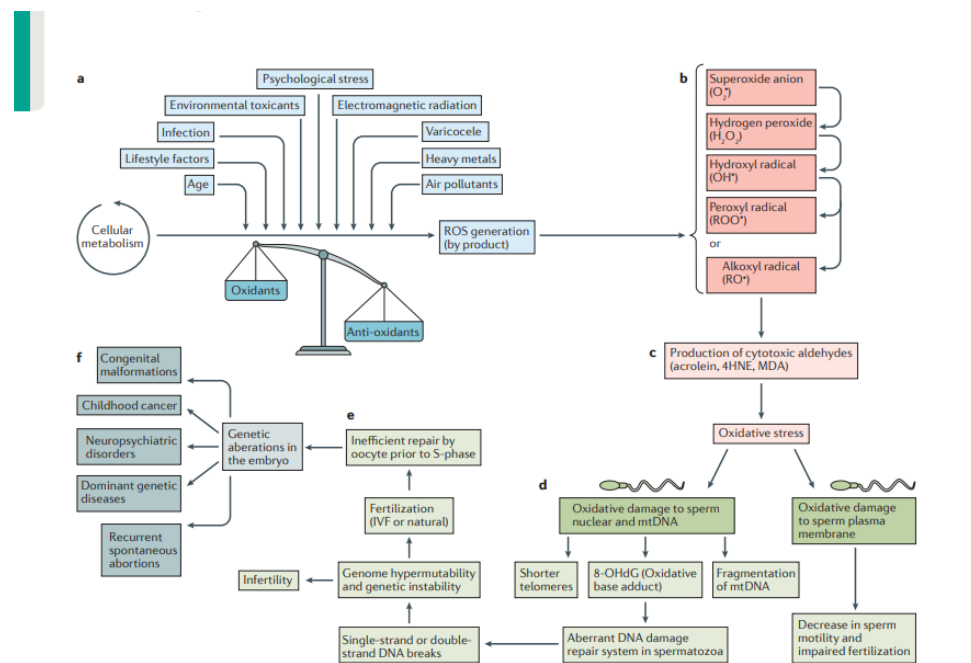 a
Psychological stress
Environmental toxicants
Electromagnetic radiation
Infection
Varicocele
Lifestyle factors
Heavy metals
Age
Air pollutants
Cellular
metabolism
ROS generation
(by product)
Oxidants
Anti-oxidants
b
Superoxide anion
(O₂•)
Hydrogen peroxide
(H₂O₂)
Hydroxyl radical
(OH•)
Peroxyl radical
(ROO•)
or
Alkoxyl radical
(RO•)
c
Production of cytotoxic aldehydes
(acrolein, 4HNE, MDA)
Oxidative stress
d
Oxidative damage to sperm
nuclear and mtDNA
Oxidative damage
to sperm plasma
membrane
Shorter
telomeres
8-OHdG (Oxidative
base adduct)
Fragmentation
of mtDNA
Decrease in sperm
motility and
impaired fertilization
Aberrant DNA damage
repair system in spermatozoa
Single-strand or double-
strand DNA breaks
Genome hypermutability
and genetic instability
Infertility
Fertilization
(IVF or natural)
e
Inefficient repair by
oocyte prior to S-phase
Genetic
aberations in
the embryo
f
Congenital
malformations
Childhood cancer
Neuropsychiatric
disorders
Dominant genetic
diseases
Recurrent
spontaneous
abortions